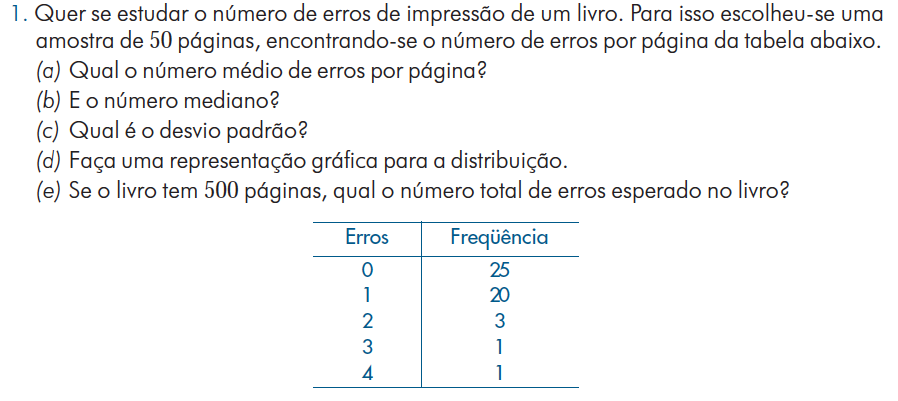 1. Quer se estudar o número de erros de impressão de um livro. Para isso escolheu-se uma
amostra de 50 páginas, encontrando-se o número de erros por página da tabela abaixo.
(a) Qual o número médio de erros por página?
(b) E o número mediano?
(c) Qual é o desvio padrão?
(d) Faça uma representação gráfica para a distribuição.
(e) Se o livro tem 500 páginas, qual o número total de erros esperado no livro?
Erros Freqüência
0 25
1 20
2 3
3 1
4 1